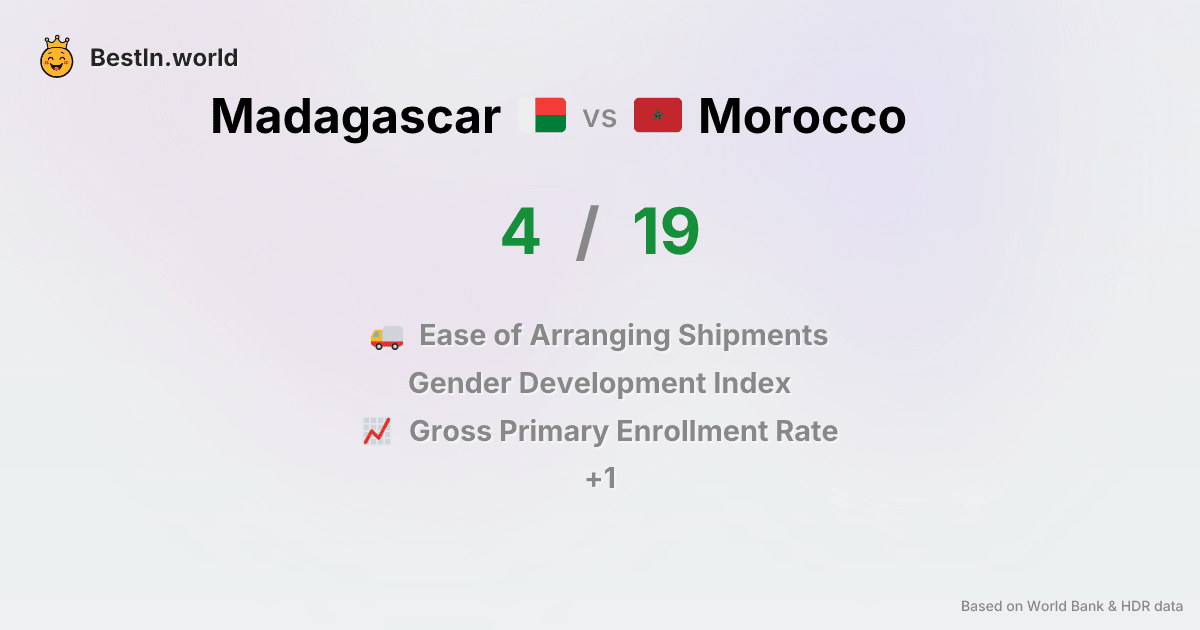 BestIn.world
Madagascar vs Morocco
4 / 19
Ease of Arranging Shipments
Gender Development Index
Gross Primary Enrollment Rate
+1
Based on World Bank & HDR data